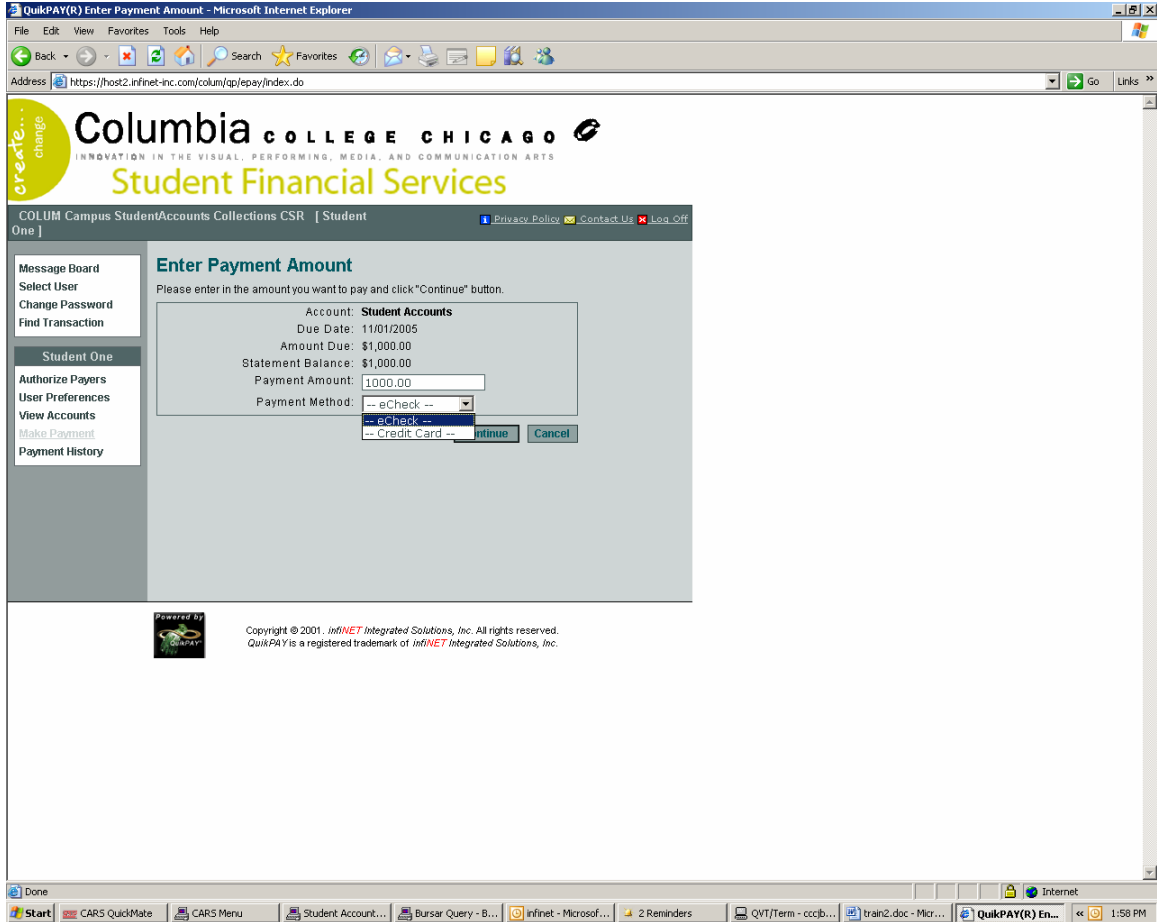 QuikPAY(R) Enter Payment Amount - Microsoft Internet Explorer
File Edit View Favorites Tools Help
Back Search Favorites
Address https://host2.infinet-inc.com/colum/qp/epay/index.do Go Links »
create... change
Columbia COLLEGE CHICAGO
INNOVATION IN THE VISUAL, PERFORMING, MEDIA, AND COMMUNICATION ARTS
Student Financial Services
COLUM Campus StudentAccounts Collections CSR [ Student
One ]
Privacy Policy Contact Us Log Off
Message Board
Select User
Change Password
Find Transaction
Student One
Authorize Payers
User Preferences
View Accounts
Make Payment
Payment History
Enter Payment Amount
Please enter in the amount you want to pay and click "Continue" button.
Account: Student Accounts
Due Date: 11/01/2005
Amount Due: $1,000.00
Statement Balance: $1,000.00
Payment Amount: 1000.00
Payment Method: -- eCheck --
-- eCheck --
-- Credit Card --
ntinue Cancel
Powered by
QUIKPAY
Copyright © 2001. infiNET Integrated Solutions, Inc. All rights reserved.
QuikPAY is a registered trademark of infiNET Integrated Solutions, Inc.
Done Internet
Start CARS QuickMate CARS Menu Student Account... Bursar Query - B... infinet - Microsof... 2 Reminders QVT/Term - cccjb... train2.doc - Micr... QuikPAY(R) En... « 1:58 PM